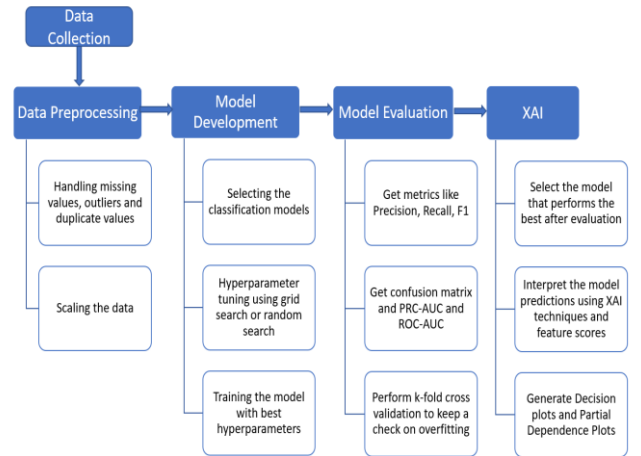 Data
Collection
Data Preprocessing
Model
Development
Model Evaluation
XAI
Handling missing
values, outliers and
duplicate values
Scaling the data
Selecting the
classification models
Hyperparameter
tuning using grid
search or random
search
Training the model
with best
hyperparameters
Get metrics like
Precision, Recall, F1
Get confusion matrix
and PRC-AUC and
ROC-AUC
Perform k-fold cross
validation to keep a
check on overfitting
Select the model
that performs the
best after evaluation
Interpret the model
predictions using XAI
techniques and
feature scores
Generate Decision
plots and Partial
Dependence Plots